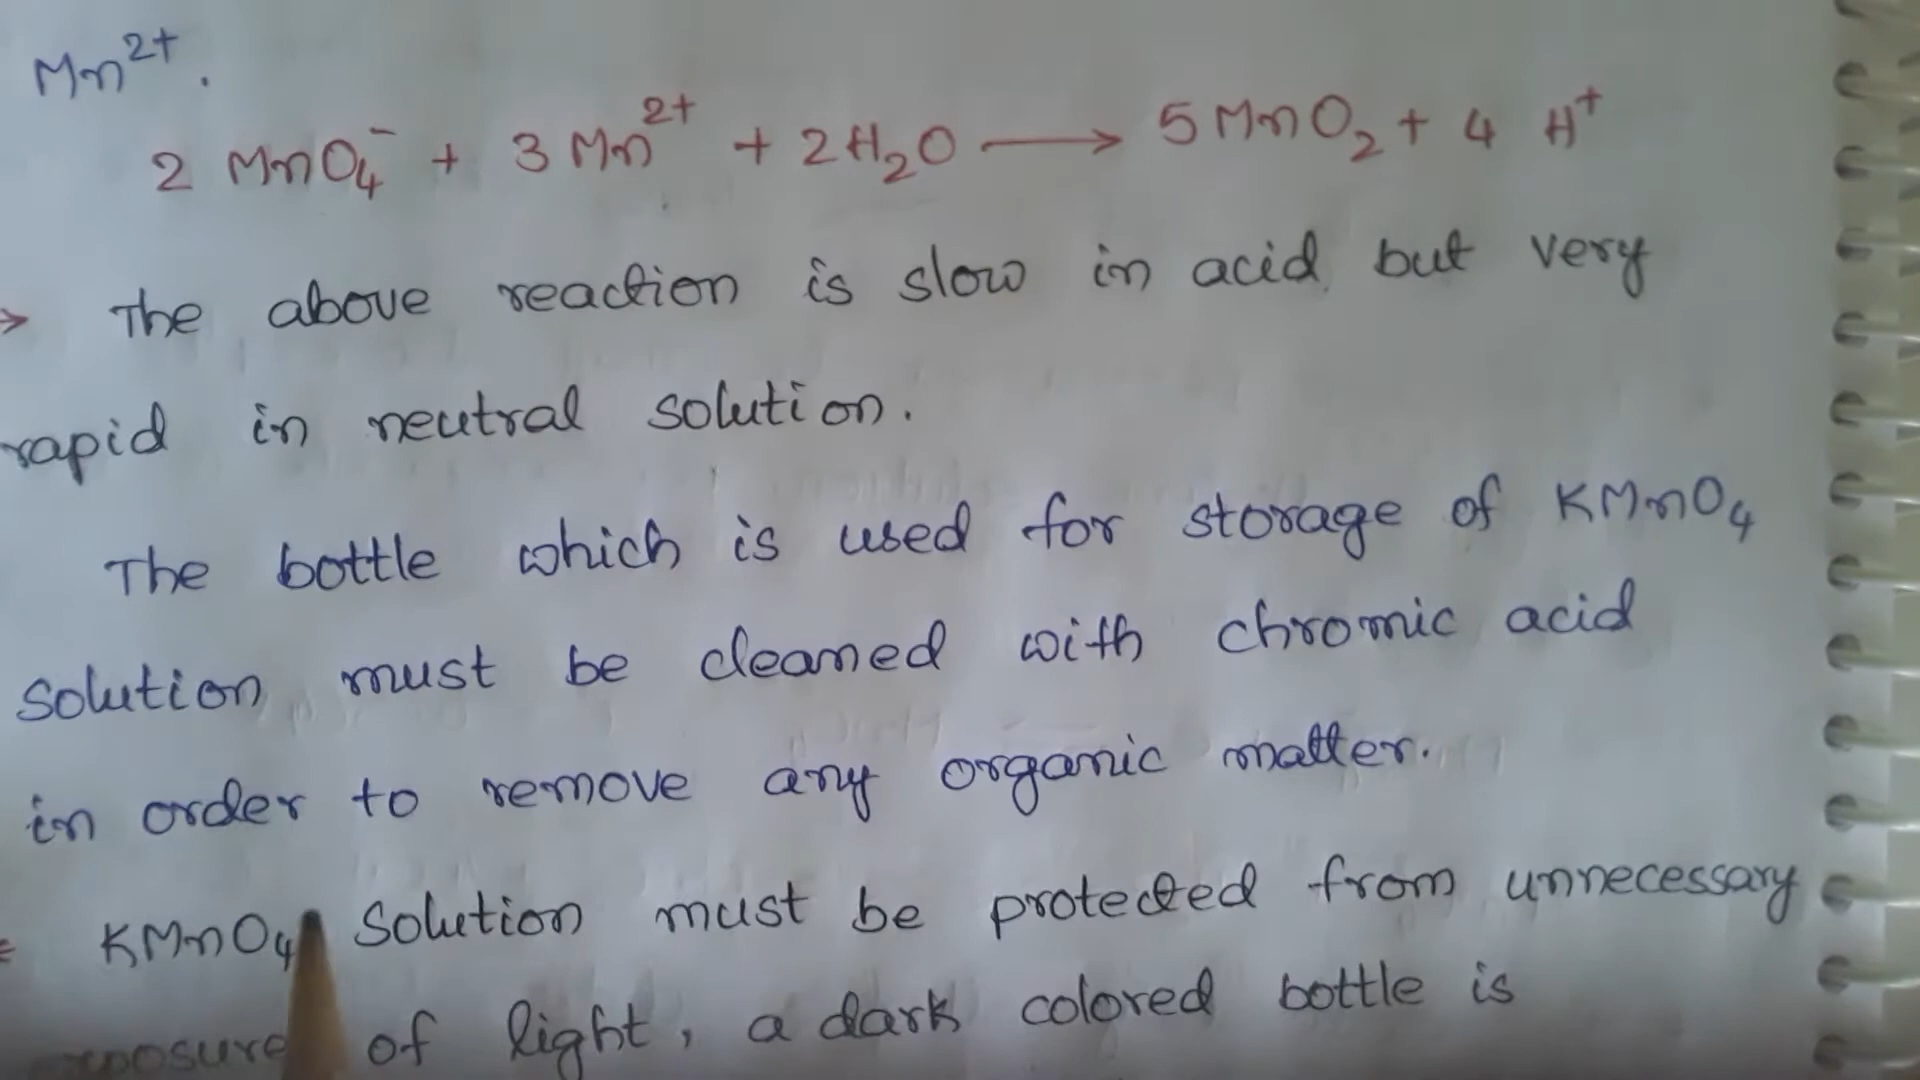 Mn²⁺.
2 MnO₄⁻ + 3 Mn²⁺ + 2H₂O ⟶ 5 MnO₂ + 4 H⁺
→ The above reaction is slow in acid but very
rapid in neutral solution.
The bottle which is used for storage of KMnO₄
solution must be cleaned with chromic acid
in order to remove any organic matter.
KMnO₄ solution must be protected from unnecessary
of light, a dark colored bottle is